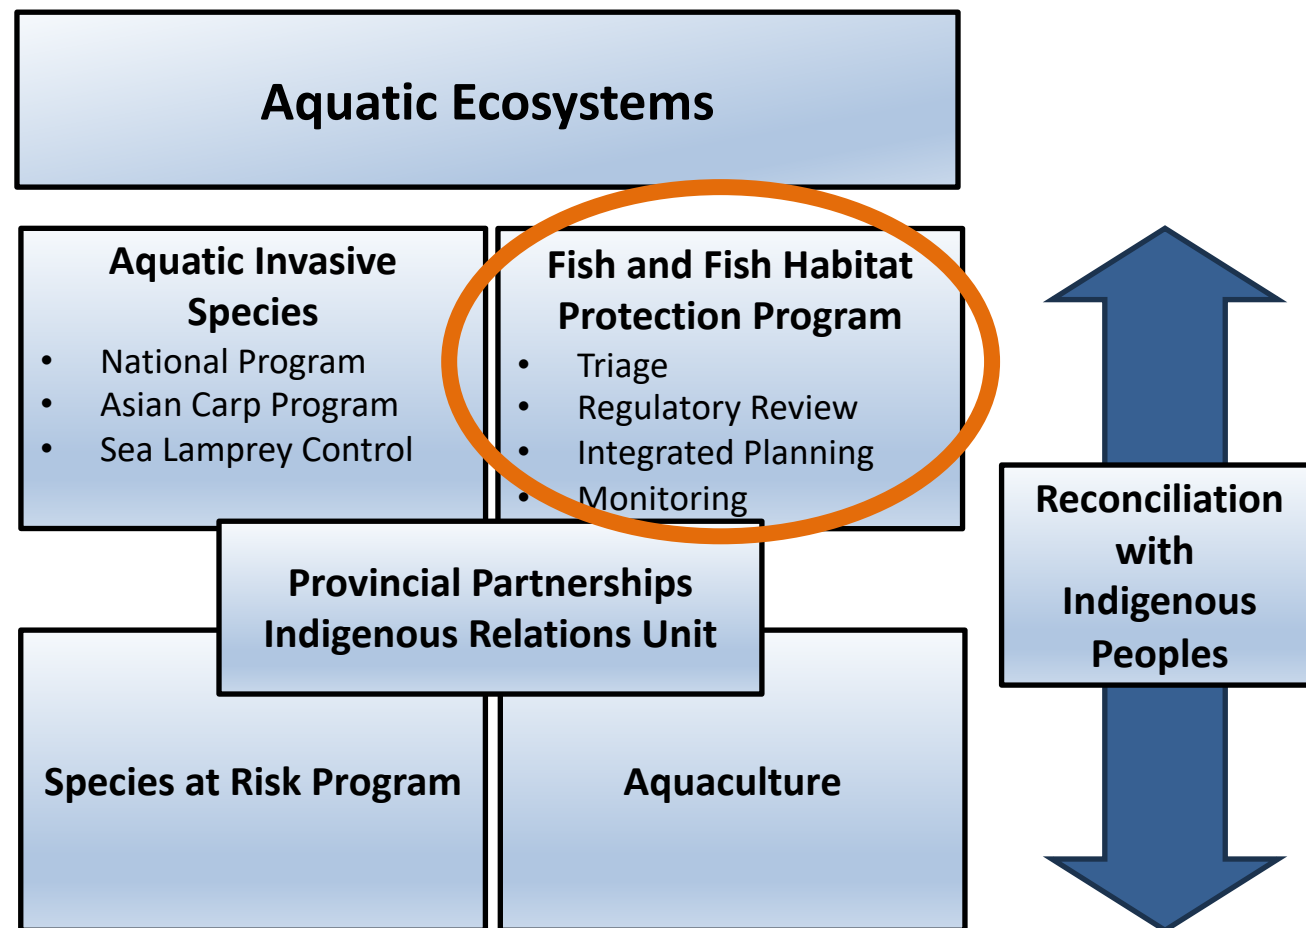 Aquatic Ecosystems
Aquatic Invasive
Species
• National Program
• Asian Carp Program
• Sea Lamprey Control
Fish and Fish Habitat
Protection Program
• Triage
• Regulatory Review
• Integrated Planning
• Monitoring
Provincial Partnerships
Indigenous Relations Unit
Species at Risk Program
Aquaculture
Reconciliation
with
Indigenous
Peoples